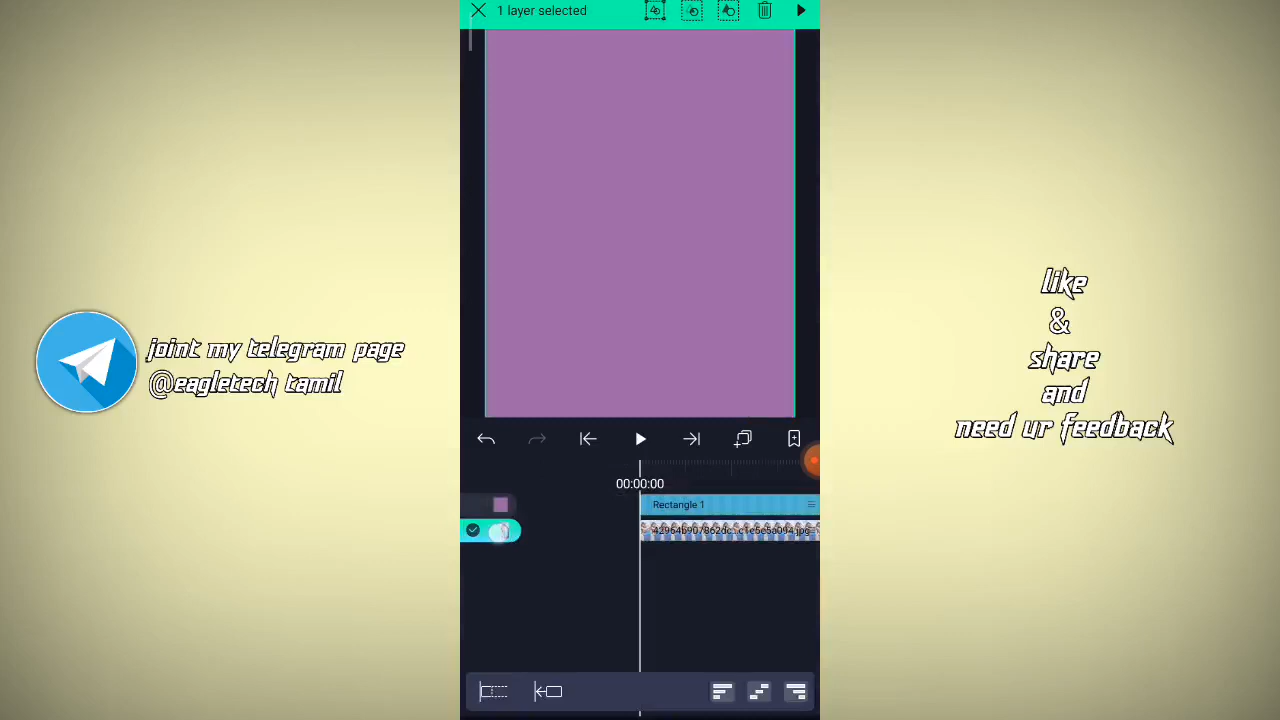 1 layer selected
joint my telegram page
@eagletech tamil
like
&
share
and
need ur feedback
00:00:00
Rectangle 1